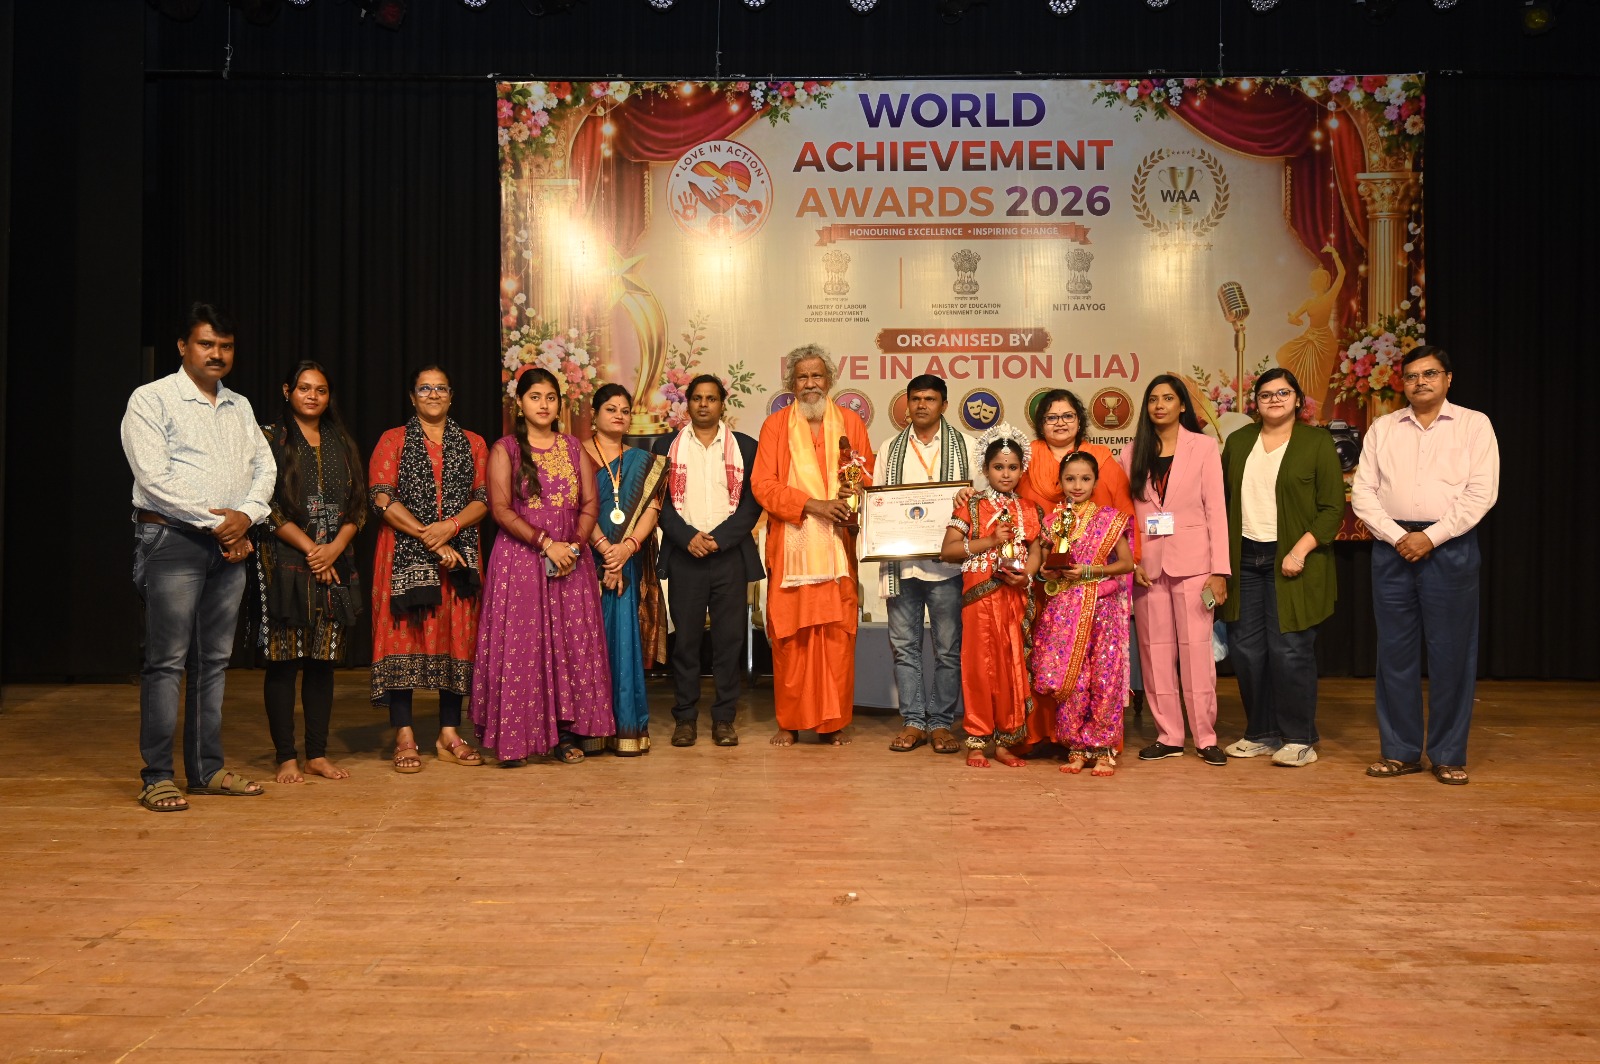 WORLD
ACHIEVEMENT
AWARDS 2026
HONOURING EXCELLENCE • INSPIRING CHANGE
• LOVE IN ACTION •
WAA
MINISTRY OF LABOUR
AND EMPLOYMENT
GOVERNMENT OF INDIA
MINISTRY OF EDUCATION
GOVERNMENT OF INDIA
NITI AAYOG
ORGANISED BY
VE IN ACTION (LIA)
CHIEVEMENT